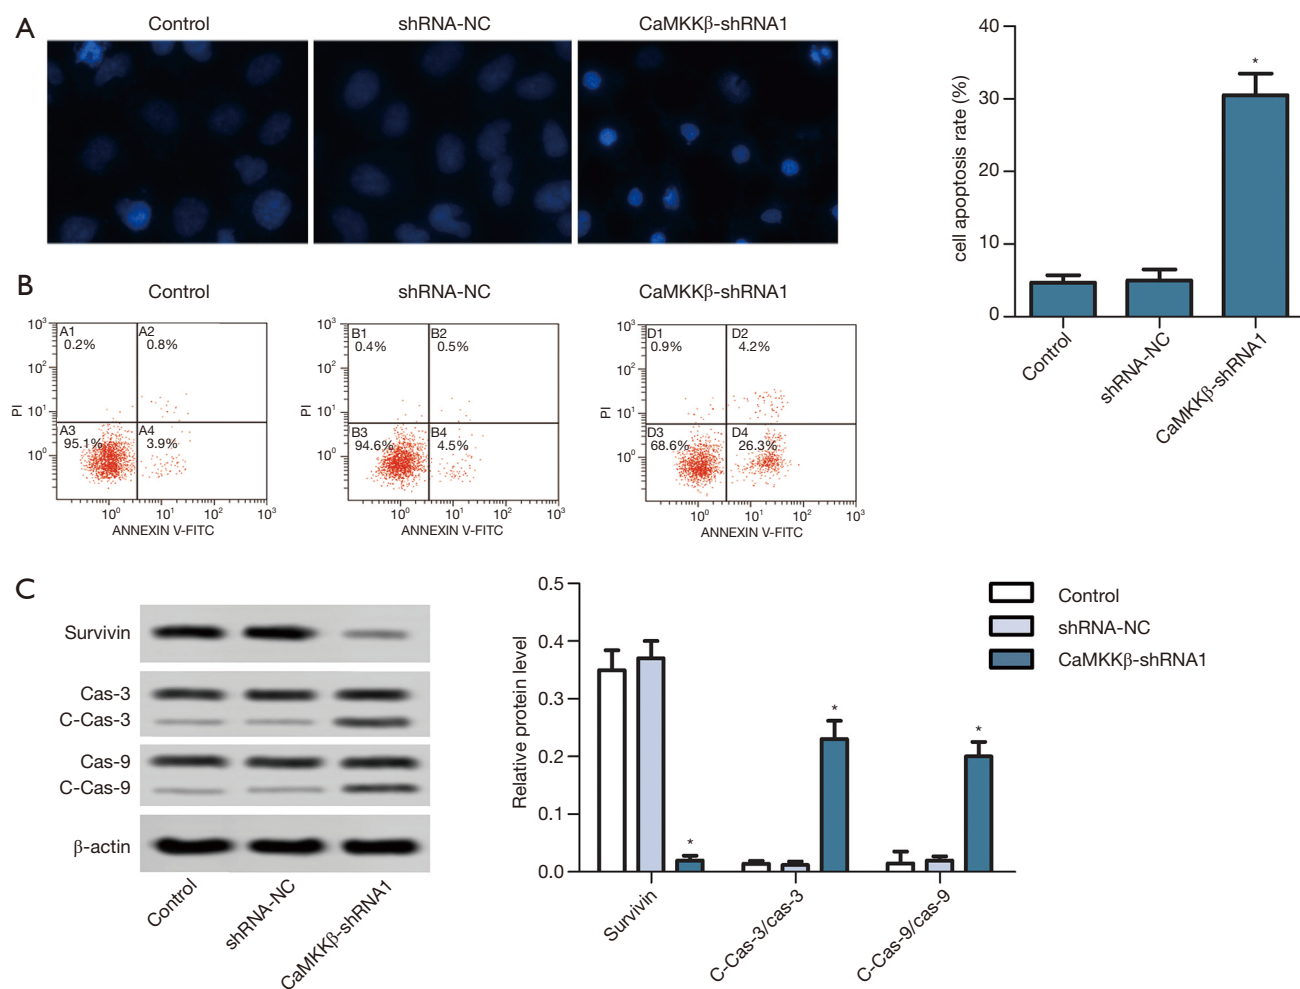 A
Control
shRNA-NC
CaMKKβ-shRNA1
40
30
20
10
0
cell apoptosis rate (%)
*
Control
shRNA-NC
CaMKKβ-shRNA1
B
Control
shRNA-NC
CaMKKβ-shRNA1
10³
10²
10¹
10⁰
PI
A1
0.2%
A2
0.8%
A3
95.1%
A4
3.9%
10⁰ 10¹ 10² 10³
ANNEXIN V-FITC
10³
10²
10¹
10⁰
PI
B1
0.4%
B2
0.5%
B3
94.6%
B4
4.5%
10⁰ 10¹ 10² 10³
ANNEXIN V-FITC
10³
10²
10¹
10⁰
PI
D1
0.9%
D2
4.2%
D3
68.6%
D4
26.3%
10⁰ 10¹ 10² 10³
ANNEXIN V-FITC
C
Survivin
Cas-3
C-Cas-3
Cas-9
C-Cas-9
β-actin
Control
shRNA-NC
CaMKKβ-shRNA1
0.5
0.4
0.3
0.2
0.1
0.0
Relative protein level
*
*
*
Survivin
C-Cas-3/cas-3
C-Cas-9/cas-9
Control
shRNA-NC
CaMKKβ-shRNA1